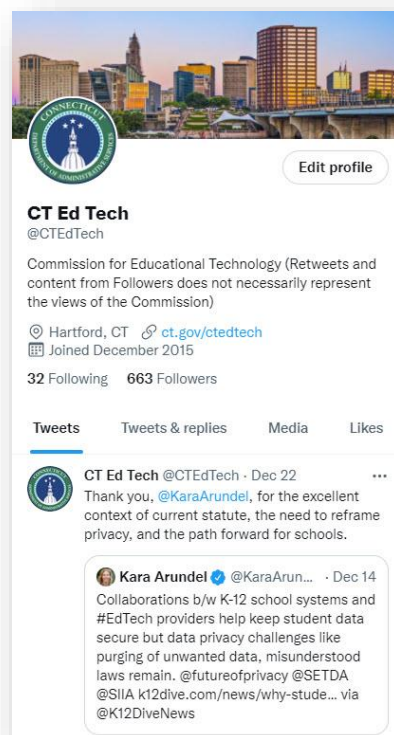 CONNECTICUT
DEPARTMENT OF ADMINISTRATIVE SERVICES
Edit profile
CT Ed Tech
@CTEdTech
Commission for Educational Technology (Retweets and
content from Followers does not necessarily represent
the views of the Commission)
Hartford, CT ct.gov/ctedtech
Joined December 2015
32 Following 663 Followers
Tweets Tweets & replies Media Likes
CT Ed Tech @CTEdTech · Dec 22 ...
Thank you, @KaraArundel, for the excellent
context of current statute, the need to reframe
privacy, and the path forward for schools.
Kara Arundel @KaraArun... · Dec 14
Collaborations b/w K-12 school systems and
#EdTech providers help keep student data
secure but data privacy challenges like
purging of unwanted data, misunderstood
laws remain. @futureofprivacy @SETDA
@SIIA k12dive.com/news/why-stude... via
@K12DiveNews